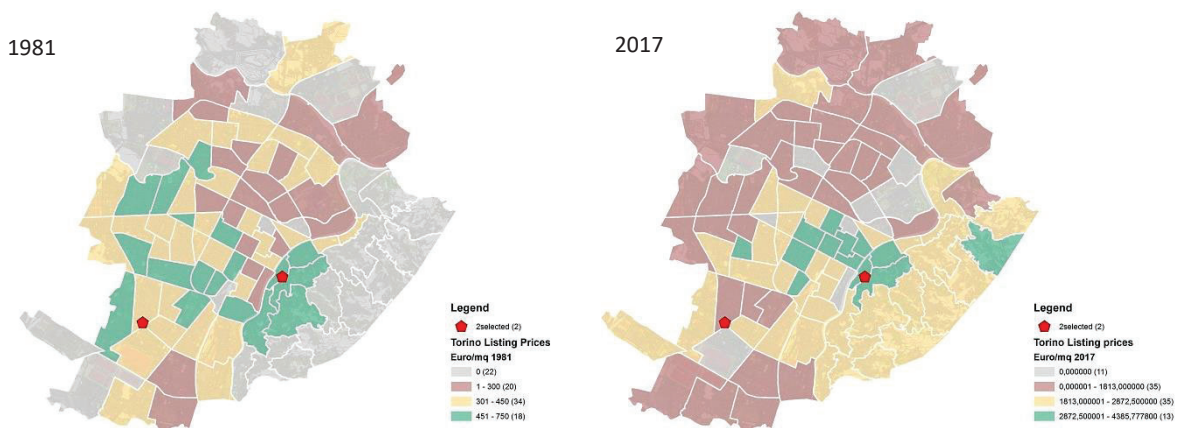 1981
Legend
2selected (2)
Torino Listing Prices
Euro/mq 1981
0 (22)
1 - 300 (20)
301 - 450 (34)
451 - 750 (18)
2017
Legend
2selected (2)
Torino Listing prices
Euro/mq 2017
0,000000 (11)
0,000001 - 1813,000000 (35)
1813,000001 - 2872,500000 (35)
2872,500001 - 4385,777800 (13)